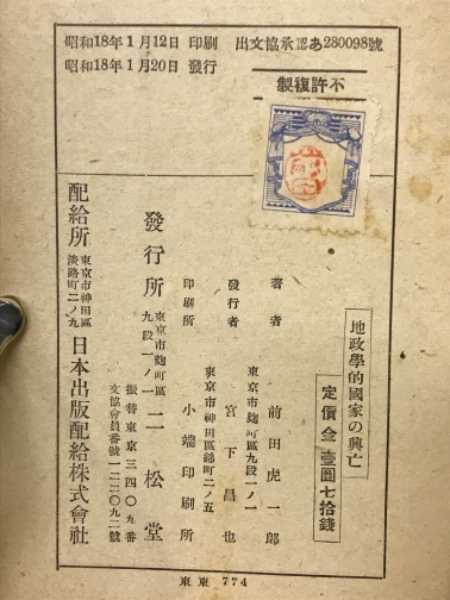 昭和18年1月12日 印刷 出文協承認あ280098號
昭和18年1月20日 發行
不許複製
地政學的國家の興亡
定價金壹圓七拾錢
著者 前田虎一郎
東京市麴町區九段一ノ一
發行者 宮下昌也
東京市神田區錦町二ノ五
印刷所 小端印刷所
發行所 東京市麴町區九段一ノ一 二松堂
振替東京三四〇九番
文協會員番號一二二〇九二號
配給所 東京市神田區淡路町二ノ九 日本出版配給株式會社
東東 774